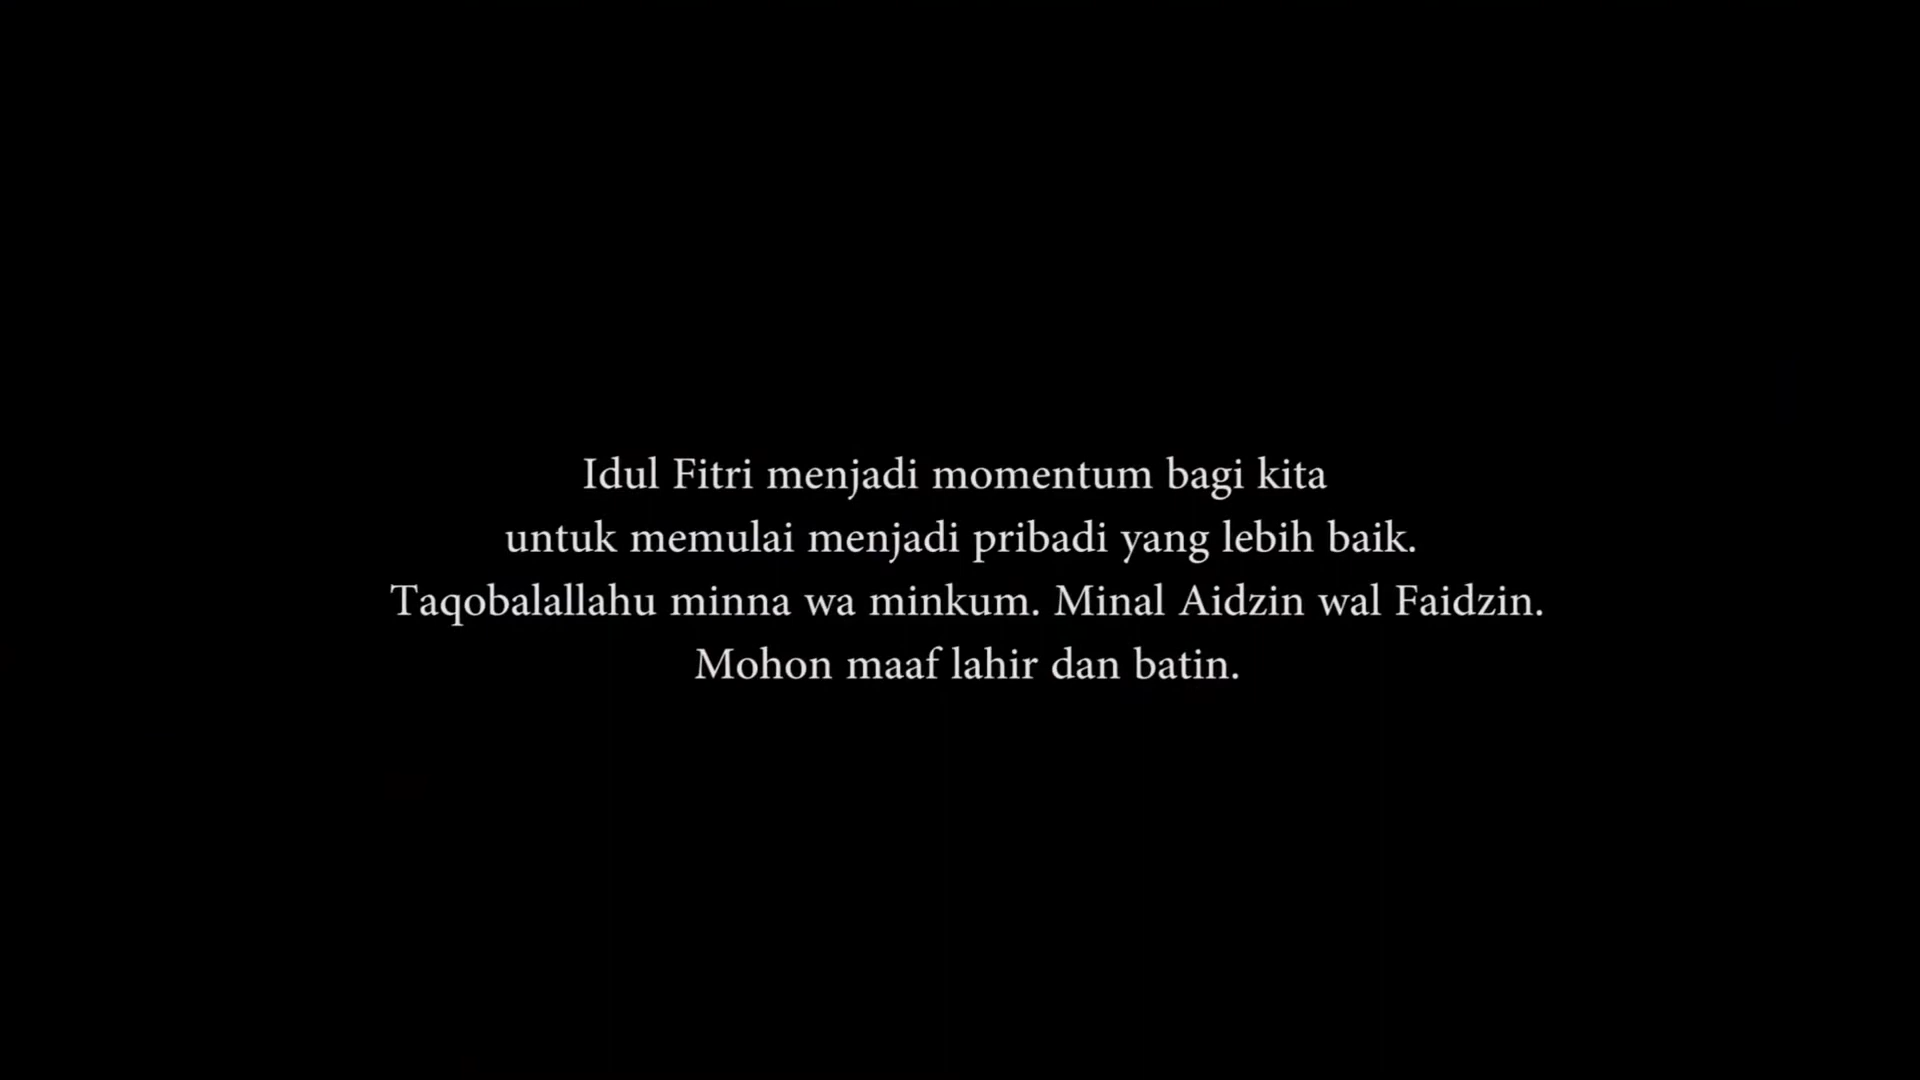 Idul Fitri menjadi momentum bagi kita
untuk memulai menjadi pribadi yang lebih baik.
Taqobalallahu minna wa minkum. Minal Aidzin wal Faidzin.
Mohon maaf lahir dan batin.